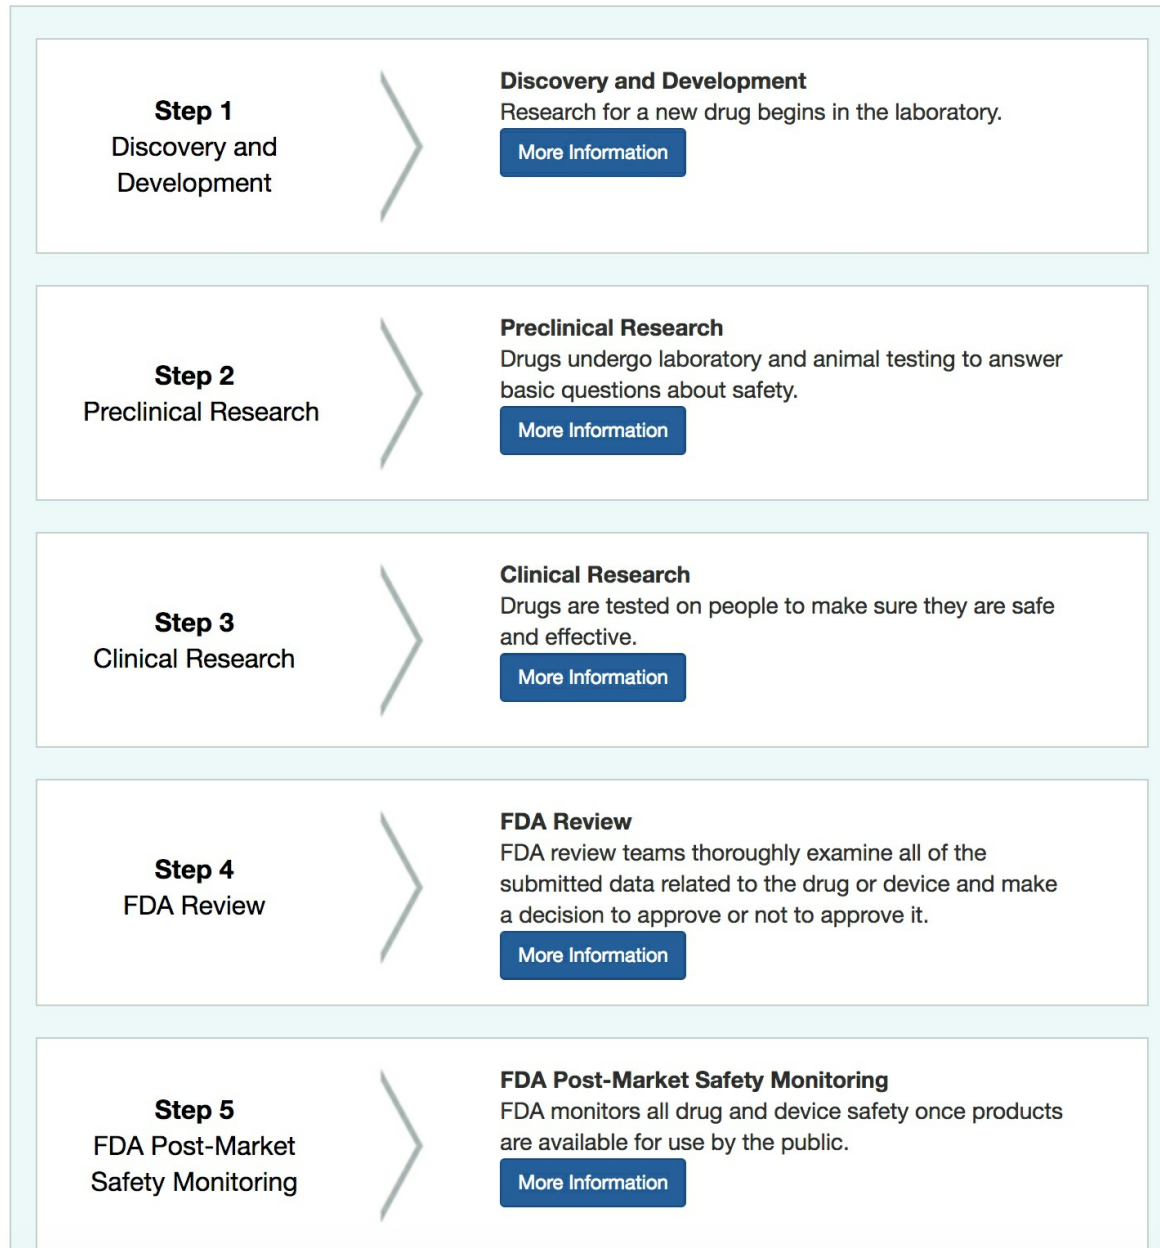 Step 1
Discovery and
Development
Discovery and Development
Research for a new drug begins in the laboratory.
More Information
Step 2
Preclinical Research
Preclinical Research
Drugs undergo laboratory and animal testing to answer
basic questions about safety.
More Information
Step 3
Clinical Research
Clinical Research
Drugs are tested on people to make sure they are safe
and effective.
More Information
Step 4
FDA Review
FDA Review
FDA review teams thoroughly examine all of the
submitted data related to the drug or device and make
a decision to approve or not to approve it.
More Information
Step 5
FDA Post-Market
Safety Monitoring
FDA Post-Market Safety Monitoring
FDA monitors all drug and device safety once products
are available for use by the public.
More Information